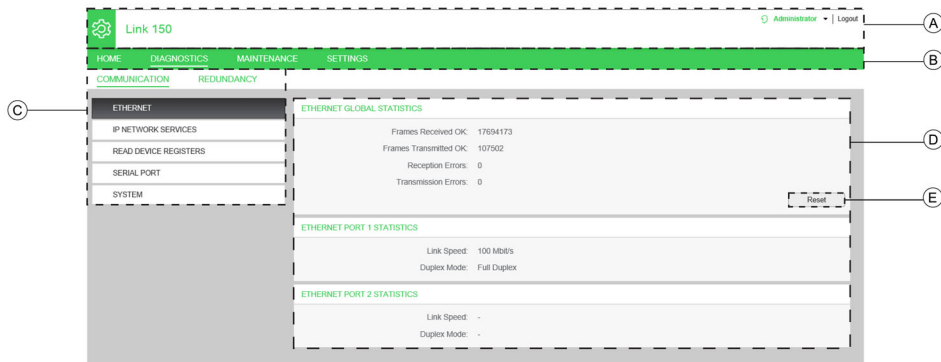 Link 150
Administrator | Logout
A
HOME DIAGNOSTICS MAINTENANCE SETTINGS
B
COMMUNICATION REDUNDANCY
C
ETHERNET
IP NETWORK SERVICES
READ DEVICE REGISTERS
SERIAL PORT
SYSTEM
ETHERNET GLOBAL STATISTICS
Frames Received OK: 17694173
Frames Transmitted OK: 107502
Reception Errors: 0
Transmission Errors: 0
D
Reset
E
ETHERNET PORT 1 STATISTICS
Link Speed: 100 Mbit/s
Duplex Mode: Full Duplex
ETHERNET PORT 2 STATISTICS
Link Speed: -
Duplex Mode: -